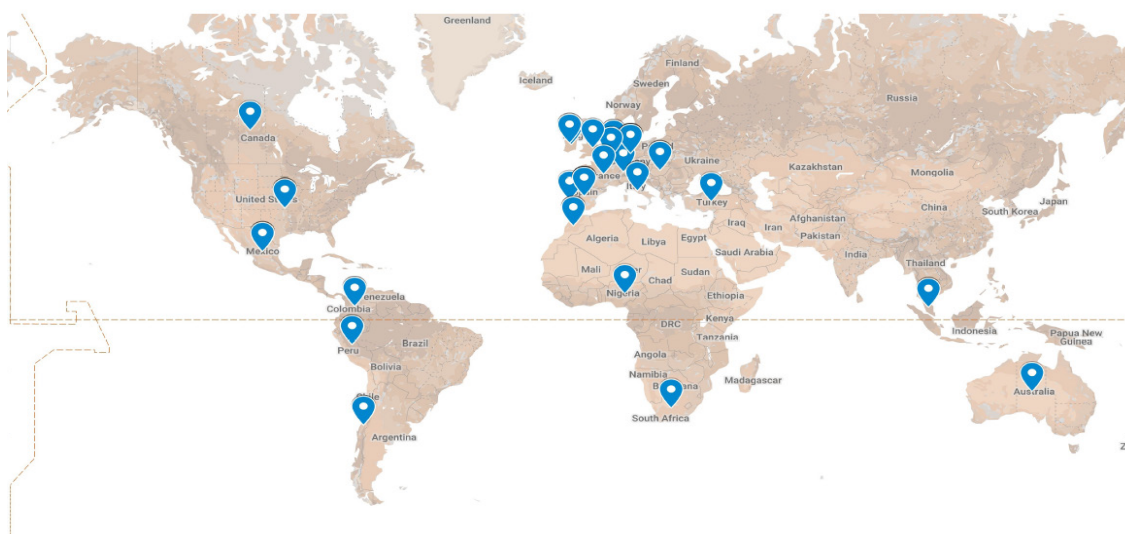 Greenland
Iceland
Finland
Sweden
Norway
Russia
Canada
Ukraine
Kazakhstan
Mongolia
United States
Turkey
China
Japan
South Korea
Iraq
Iran
Afghanistan
Pakistan
Mexico
Algeria
Libya
Egypt
Saudi Arabia
India
Thailand
Mali
Chad
Sudan
Nigeria
Ethiopia
Venezuela
Colombia
Kenya
DRC
Tanzania
Indonesia
Papua New
Guinea
Peru
Brazil
Bolivia
Angola
Namibia
Madagascar
Chile
Australia
South Africa
Argentina